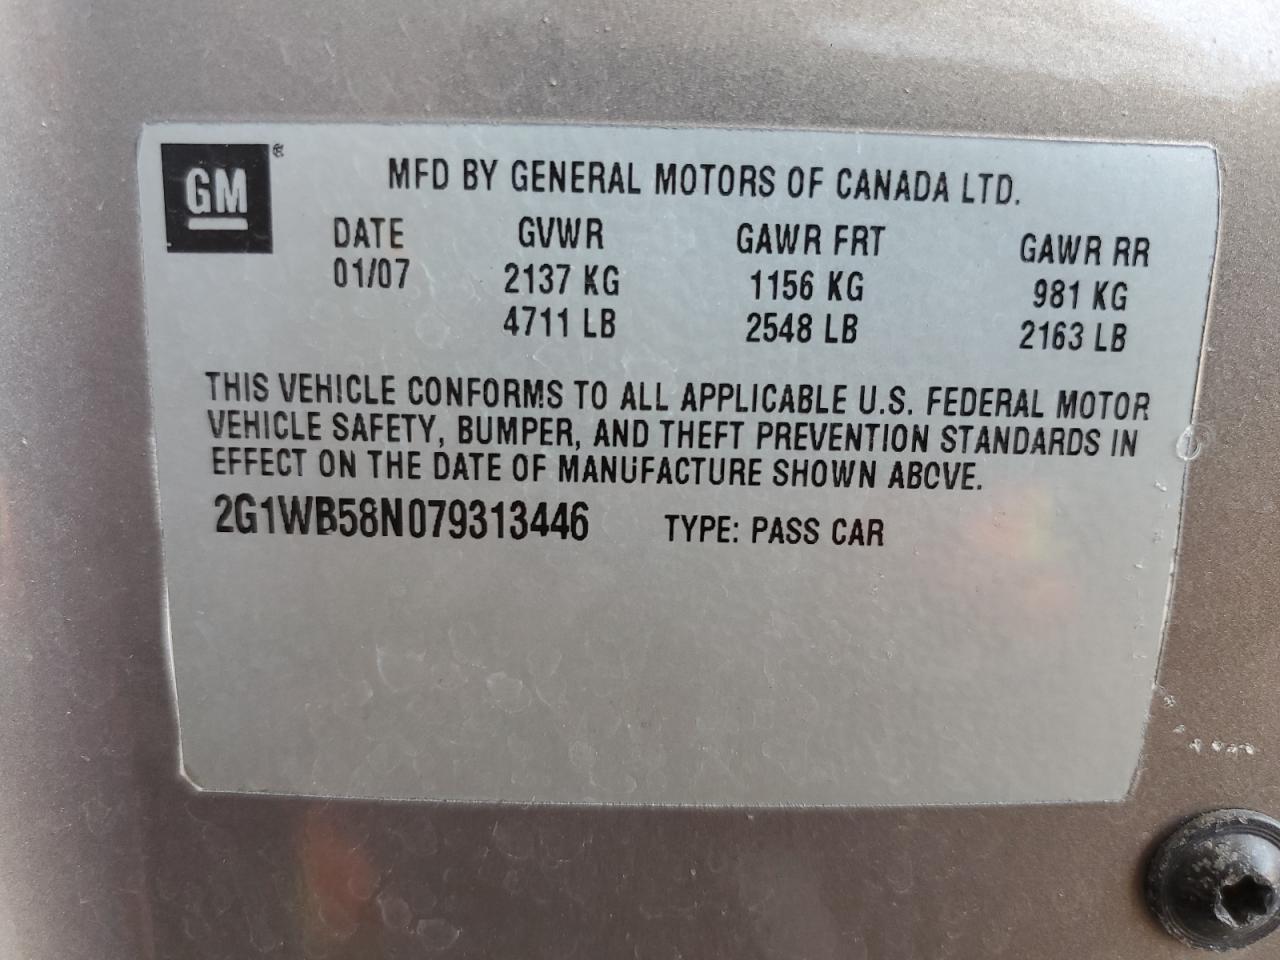 GM®
MFD BY GENERAL MOTORS OF CANADA LTD.
DATE GVWR GAWR FRT GAWR RR
01/07 2137 KG 1156 KG 981 KG
4711 LB 2548 LB 2163 LB
THIS VEHICLE CONFORMS TO ALL APPLICABLE U.S. FEDERAL MOTOR
VEHICLE SAFETY, BUMPER, AND THEFT PREVENTION STANDARDS IN
EFFECT ON THE DATE OF MANUFACTURE SHOWN ABOVE.
2G1WB58N079313446 TYPE: PASS CAR